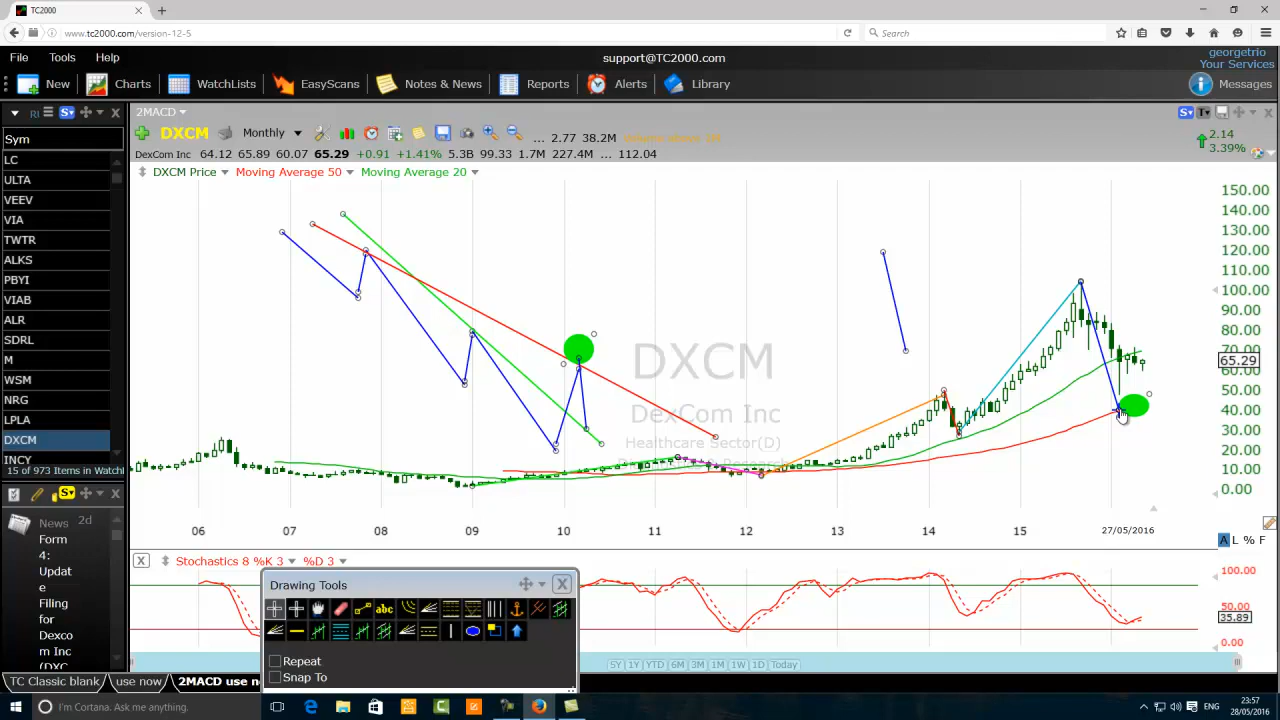 TC2000
www.tc2000.com/version-12-5
Search
File Tools Help
support@TC2000.com
georgetrio
Your Services
New Charts WatchLists EasyScans Notes & News Reports Alerts Library
Messages
2MACD
Sym
DXCM Monthly ... 2.77 38.2M Volume above 1M
2.14
3.39%
DexCom Inc 64.12 65.89 60.07 65.29 +0.91 +1.41% 5.3B 99.33 1.7M 227.4M ... 112.04
DXCM Price Moving Average 50 Moving Average 20
LC
ULTA
VEEV
VIA
TWTR
ALKS
PBYI
VIAB
ALR
SDRL
M
WSM
NRG
LPLA
DXCM
INCY
15 of 973 Items in Watchl
150.00
140.00
130.00
120.00
110.00
100.00
90.00
80.00
70.00
65.29
60.00
50.00
40.00
30.00
20.00
10.00
0.00
DXCM
DexCom Inc
Healthcare Sector(D)
06 07 08 09 10 11 12 13 14 15 27/05/2016
A L % F
News 2d
Form
4:
Updat
e
Filing
for
Dexco
m Inc
(DXC
Stochastics 8 %K 3 %D 3
100.00
50.00
35.89
0.00
Drawing Tools
abc
Repeat
Snap To
5Y 1Y YTD 6M 3M 1M 1W 1D Today
TC Classic blank use now 2MACD use no
I'm Cortana. Ask me anything.
ENG
23:57
28/05/2016